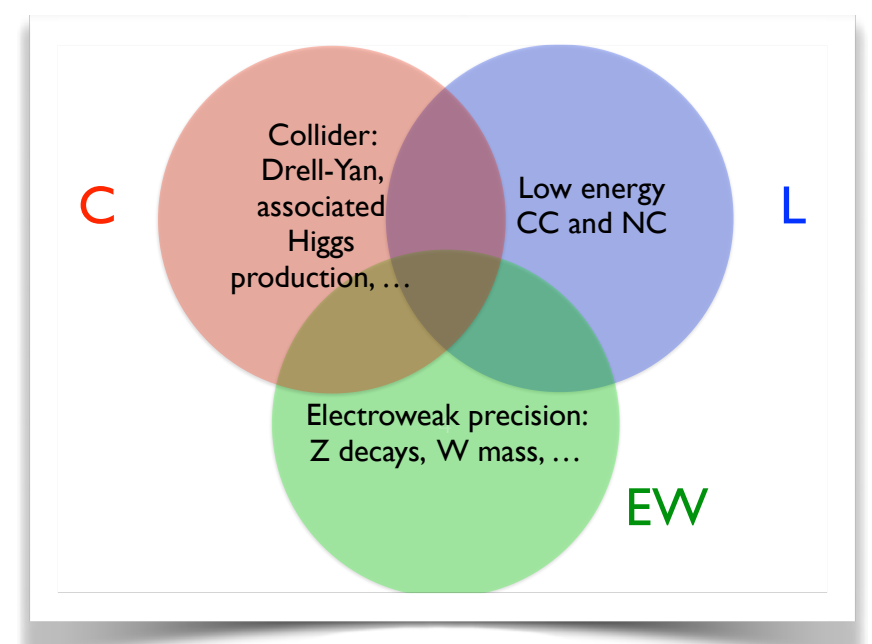 C
Collider:
Drell-Yan,
associated
Higgs
production, …
Low energy
CC and NC
L
Electroweak precision:
Z decays, W mass, …
EW